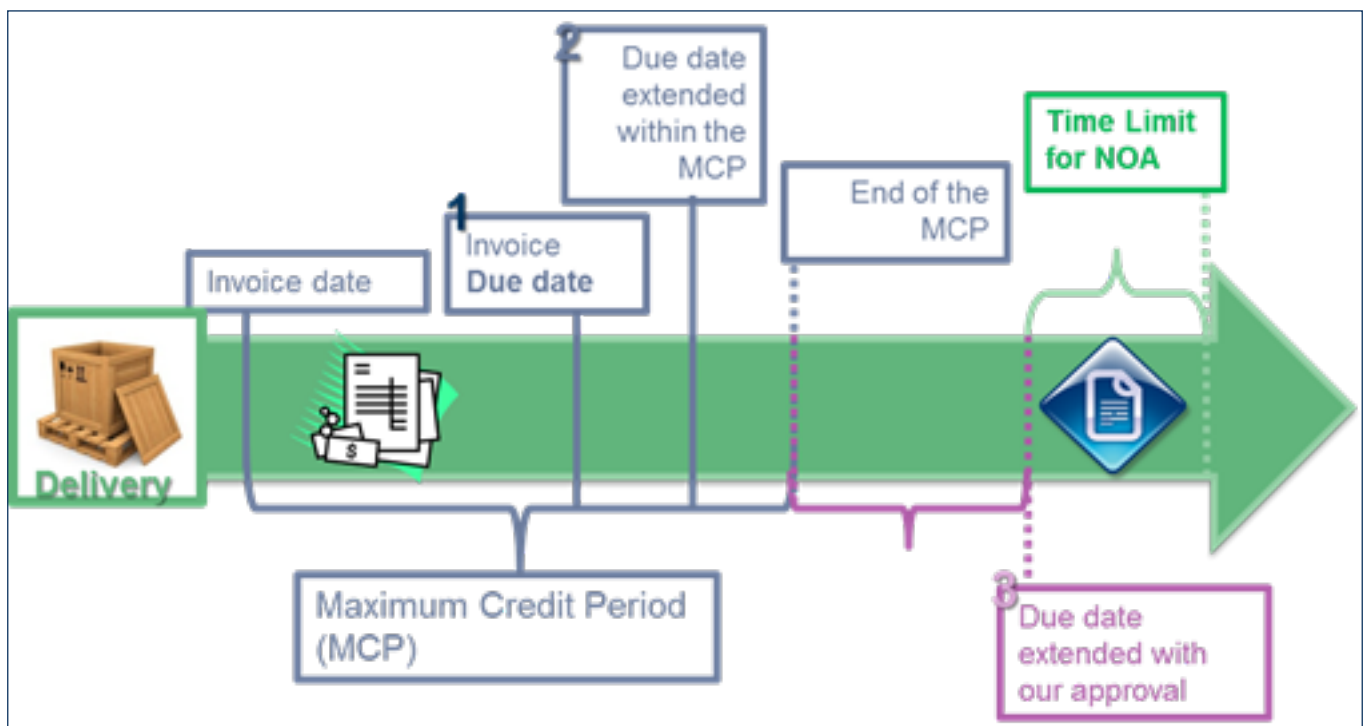 2
Due date
extended
within the
MCP
Time Limit
for NOA
End of the
MCP
1
Invoice
Due date
Invoice date
$
Delivery
Maximum Credit Period
(MCP)
3
Due date
extended with
our approval